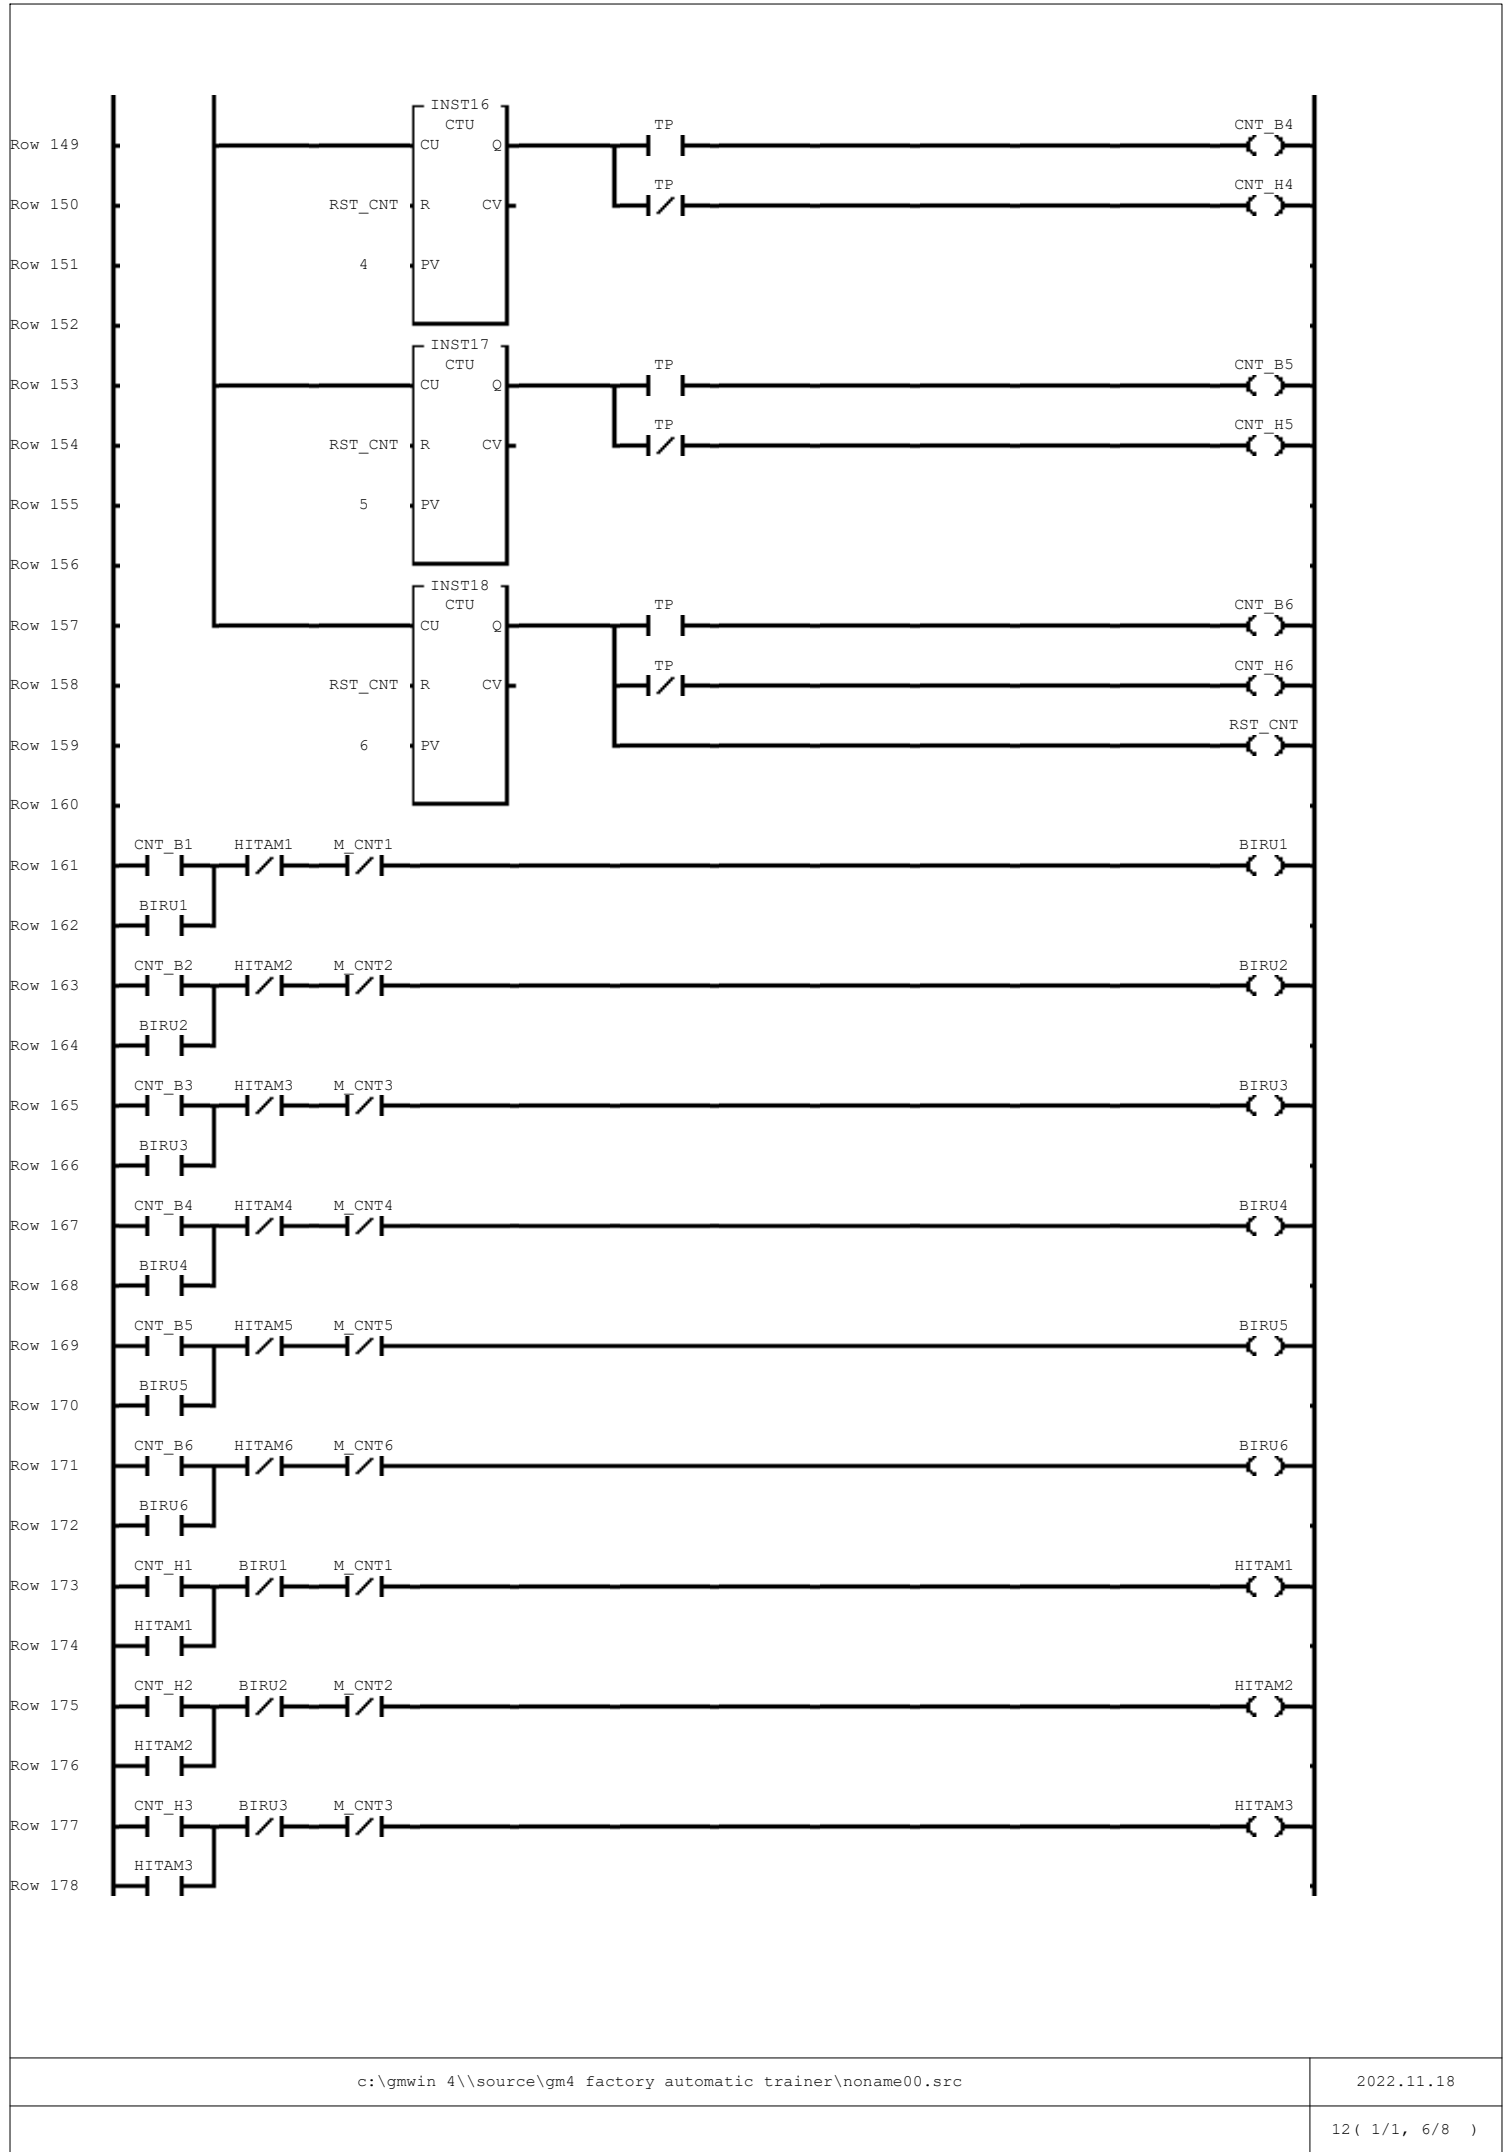 INST16
CTU TP CNT_B4
Row 149 CU Q
TP CNT_H4
Row 150 RST_CNT R CV
Row 151 4 PV
Row 152
INST17
CTU TP CNT_B5
Row 153 CU Q
TP CNT_H5
Row 154 RST_CNT R CV
Row 155 5 PV
Row 156
INST18
CTU TP CNT_B6
Row 157 CU Q
TP CNT_H6
Row 158 RST_CNT R CV
RST_CNT
Row 159 6 PV
Row 160
CNT_B1 HITAM1 M_CNT1 BIRU1
Row 161
BIRU1
Row 162
CNT_B2 HITAM2 M_CNT2 BIRU2
Row 163
BIRU2
Row 164
CNT_B3 HITAM3 M_CNT3 BIRU3
Row 165
BIRU3
Row 166
CNT_B4 HITAM4 M_CNT4 BIRU4
Row 167
BIRU4
Row 168
CNT_B5 HITAM5 M_CNT5 BIRU5
Row 169
BIRU5
Row 170
CNT_B6 HITAM6 M_CNT6 BIRU6
Row 171
BIRU6
Row 172
CNT_H1 BIRU1 M_CNT1 HITAM1
Row 173
HITAM1
Row 174
CNT_H2 BIRU2 M_CNT2 HITAM2
Row 175
HITAM2
Row 176
CNT_H3 BIRU3 M_CNT3 HITAM3
Row 177
HITAM3
Row 178
c:\gmwin 4\\source\gm4 factory automatic trainer\noname00.src 2022.11.18
12( 1/1, 6/8 )